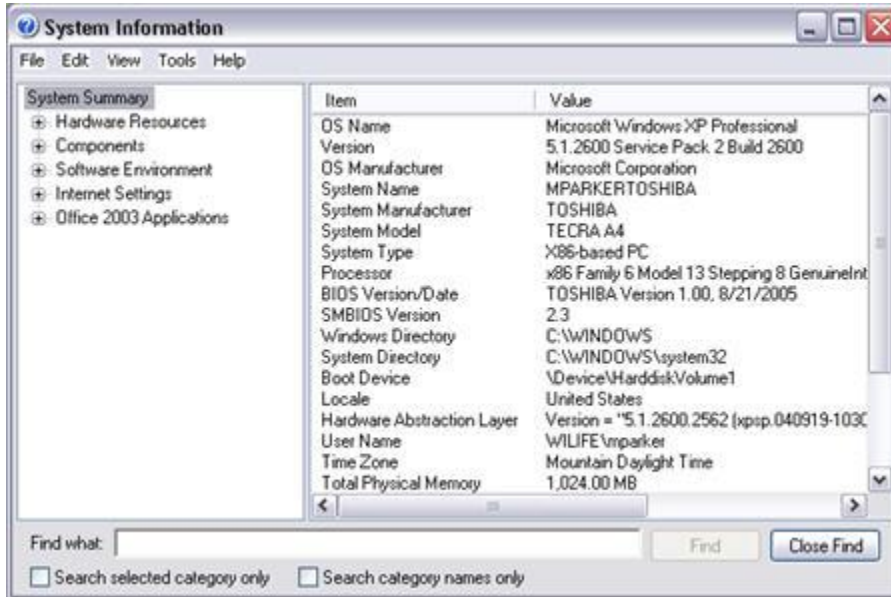 System Information
File Edit View Tools Help
System Summary
Hardware Resources
Components
Software Environment
Internet Settings
Office 2003 Applications
Item Value
OS Name Microsoft Windows XP Professional
Version 5.1.2600 Service Pack 2 Build 2600
OS Manufacturer Microsoft Corporation
System Name MPARKERTOSHIBA
System Manufacturer TOSHIBA
System Model TECRA A4
System Type X86-based PC
Processor x86 Family 6 Model 13 Stepping 8 GenuineInt
BIOS Version/Date TOSHIBA Version 1.00, 8/21/2005
SMBIOS Version 2.3
Windows Directory C:\WINDOWS
System Directory C:\WINDOWS\system32
Boot Device \Device\HarddiskVolume1
Locale United States
Hardware Abstraction Layer Version = "5.1.2600.2562 (xpsp.040919-1030
User Name WILIFE\mparker
Time Zone Mountain Daylight Time
Total Physical Memory 1,024.00 MB
Find what: Find Close Find
Search selected category only Search category names only